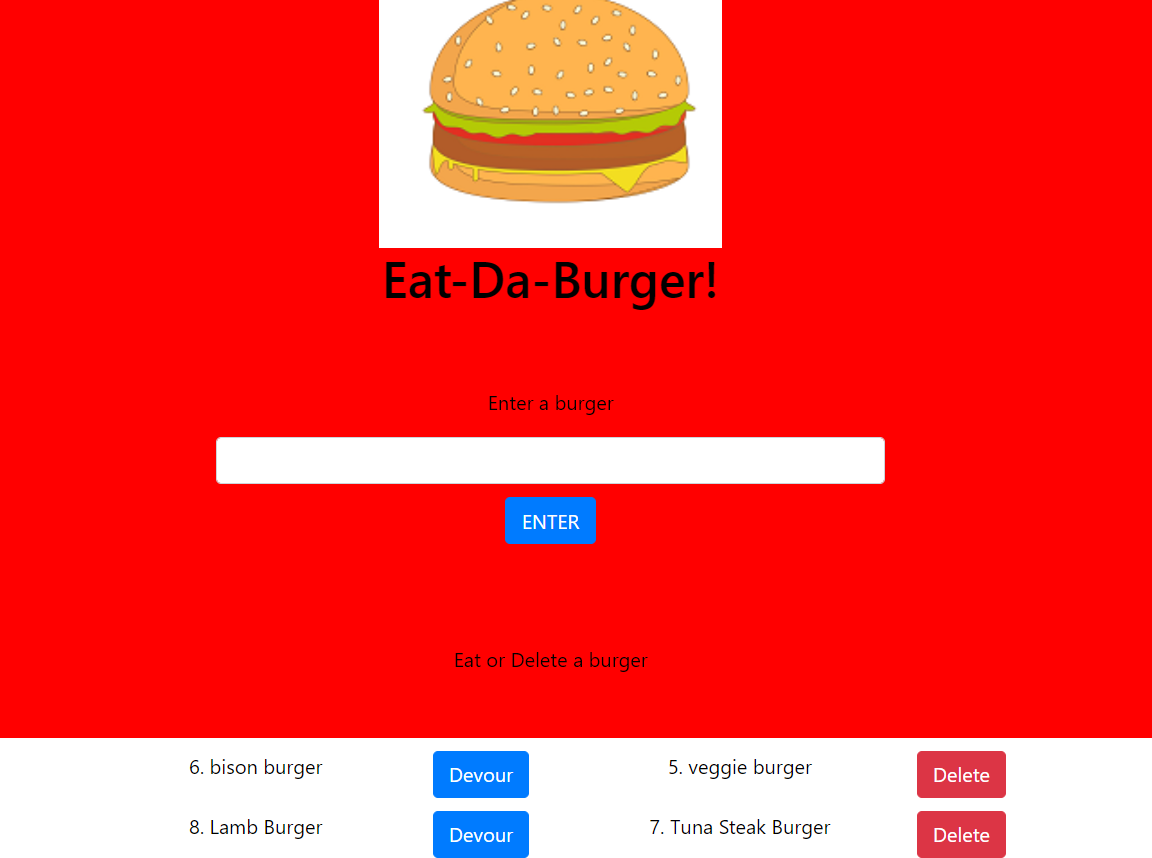 Eat-Da-Burger!
Enter a burger
ENTER
Eat or Delete a burger
6. bison burger Devour 5. veggie burger Delete
8. Lamb Burger Devour 7. Tuna Steak Burger Delete